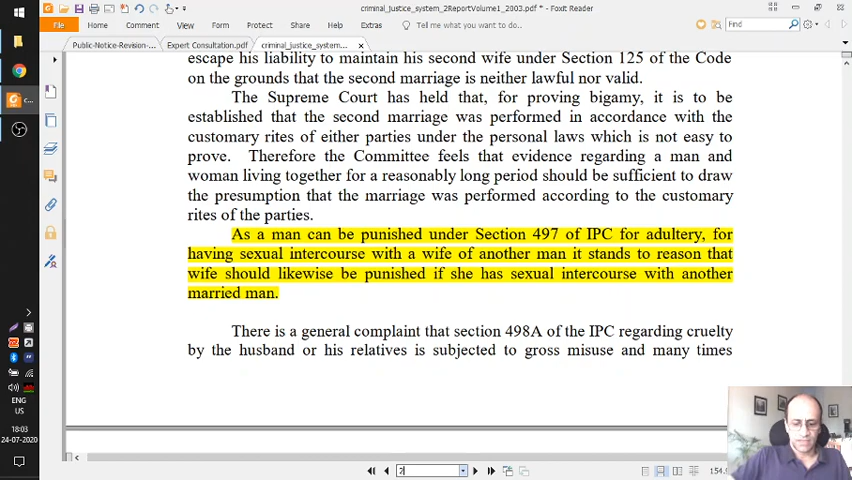 criminal_justice_system_2ReportVolume1_2003.pdf * - Foxit Reader
File Home Comment View Form Protect Share Help Extras Tell me what you want to do... Find
Public-Notice-Revision-... Expert Consultation.pdf criminal_justice_system...
escape his liability to maintain his second wife under Section 125 of the Code
on the grounds that the second marriage is neither lawful nor valid.
The Supreme Court has held that, for proving bigamy, it is to be
established that the second marriage was performed in accordance with the
customary rites of either parties under the personal laws which is not easy to
prove. Therefore the Committee feels that evidence regarding a man and
woman living together for a reasonably long period should be sufficient to draw
the presumption that the marriage was performed according to the customary
rites of the parties.
As a man can be punished under Section 497 of IPC for adultery, for
having sexual intercourse with a wife of another man it stands to reason that
wife should likewise be punished if she has sexual intercourse with another
married man.
There is a general complaint that section 498A of the IPC regarding cruelty
by the husband or his relatives is subjected to gross misuse and many times
ENG
US
18:03
24-07-2020
2
154.